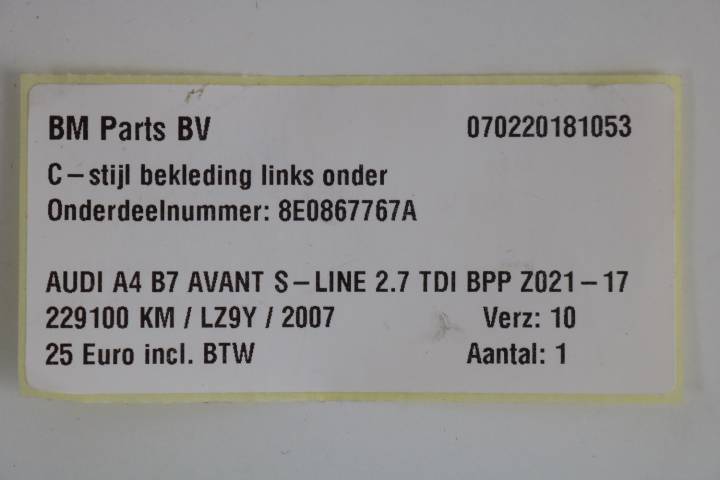 BM Parts BV 070220181053
C-stijl bekleding links onder
Onderdeelnummer: 8E0867767A
AUDI A4 B7 AVANT S-LINE 2.7 TDI BPP Z021-17
229100 KM / LZ9Y / 2007 Verz: 10
25 Euro incl. BTW Aantal: 1